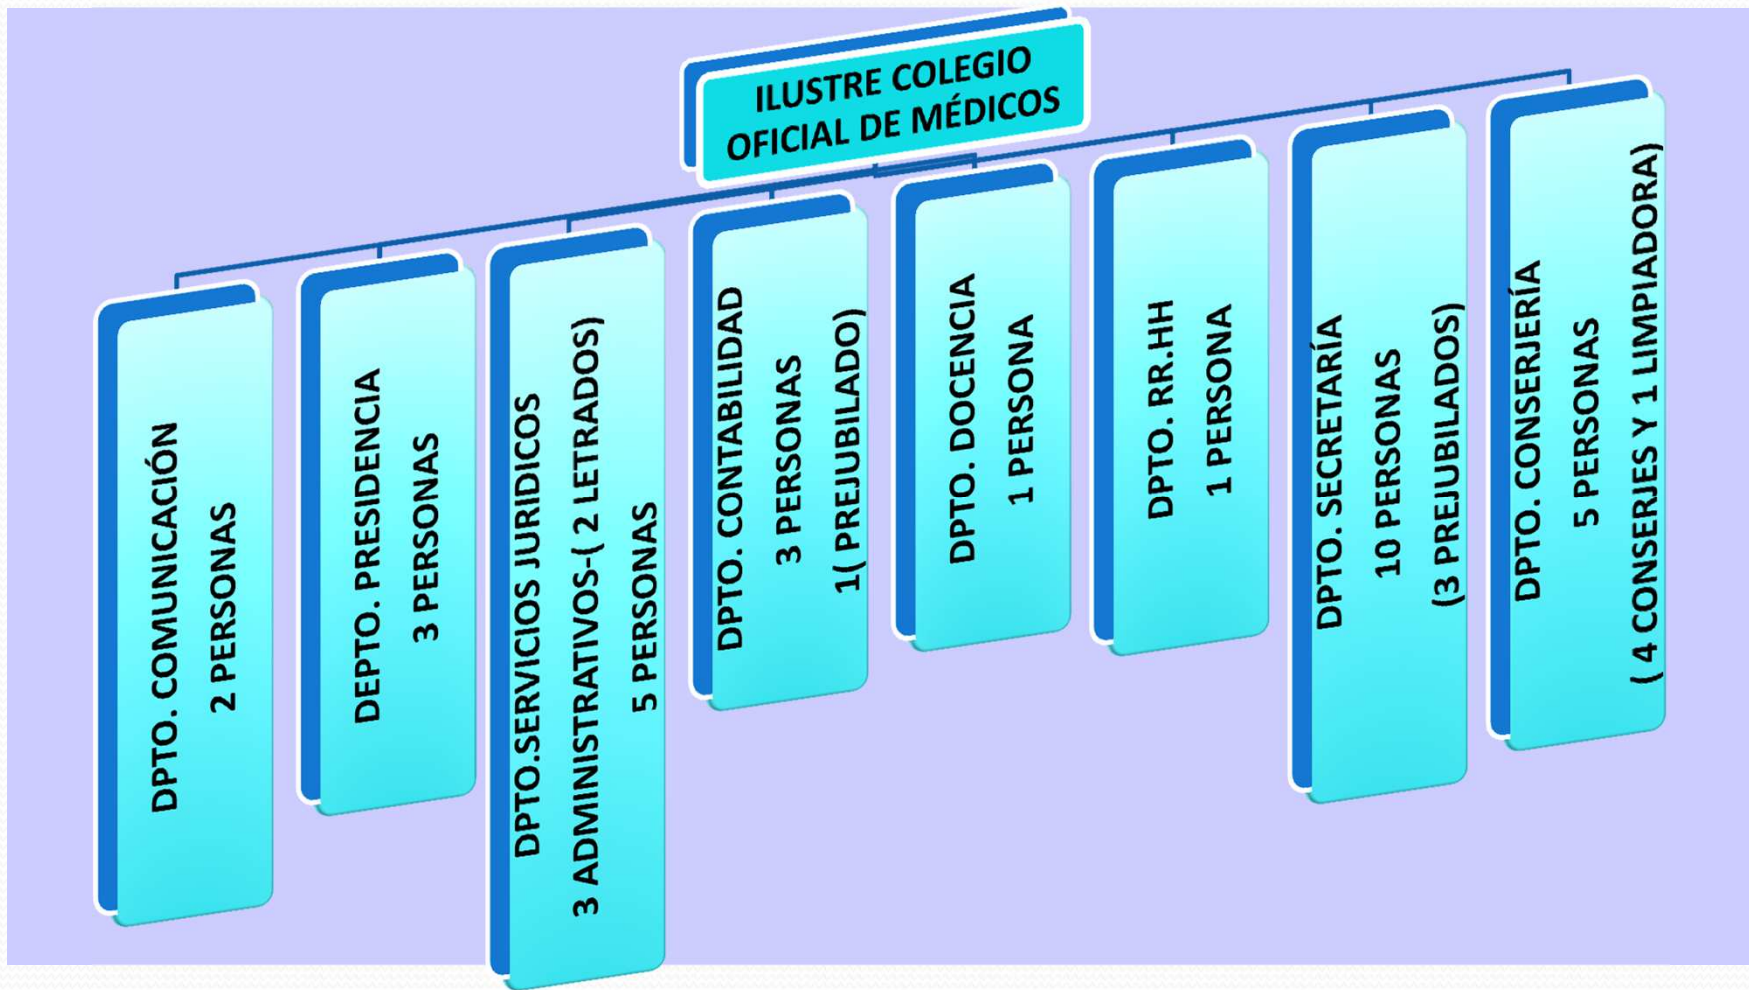 ILUSTRE COLEGIO
OFICIAL DE MÉDICOS
DPTO. COMUNICACIÓN
2 PERSONAS
DEPTO. PRESIDENCIA
3 PERSONAS
DPTO.SERVICIOS JURIDICOS
3 ADMINISTRATIVOS-( 2 LETRADOS)
5 PERSONAS
DPTO. CONTABILIDAD
3 PERSONAS
1( PREJUBILADO)
DPTO. DOCENCIA
1 PERSONA
DPTO. RR.HH
1 PERSONA
DPTO. SECRETARÍA
10 PERSONAS
(3 PREJUBILADOS)
DPTO. CONSERJERÍA
5 PERSONAS
( 4 CONSERJES Y 1 LIMPIADORA)